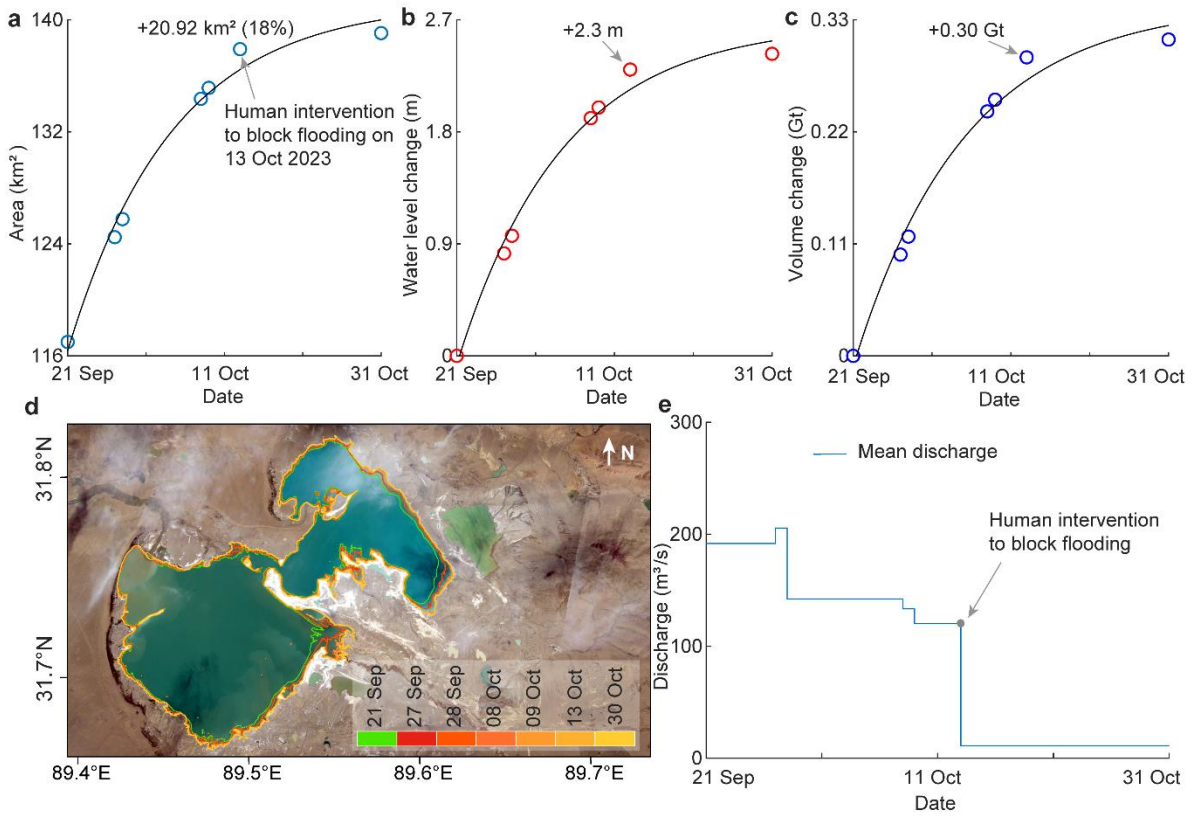 a
140
132
124
116
Area (km²)
+20.92 km² (18%)
Human intervention
to block flooding on
13 Oct 2023
21 Sep
11 Oct
31 Oct
Date
b
2.7
1.8
0.9
0
Water level change (m)
+2.3 m
21 Sep
11 Oct
31 Oct
Date
c
0.33
0.22
0.11
0
Volume change (Gt)
+0.30 Gt
21 Sep
11 Oct
31 Oct
Date
d
31.8°N
31.7°N
N
21 Sep
27 Sep
28 Sep
08 Oct
09 Oct
13 Oct
30 Oct
89.4°E
89.5°E
89.6°E
89.7°E
e
300
200
100
0
Discharge (m³/s)
Mean discharge
Human intervention
to block flooding
21 Sep
11 Oct
31 Oct
Date